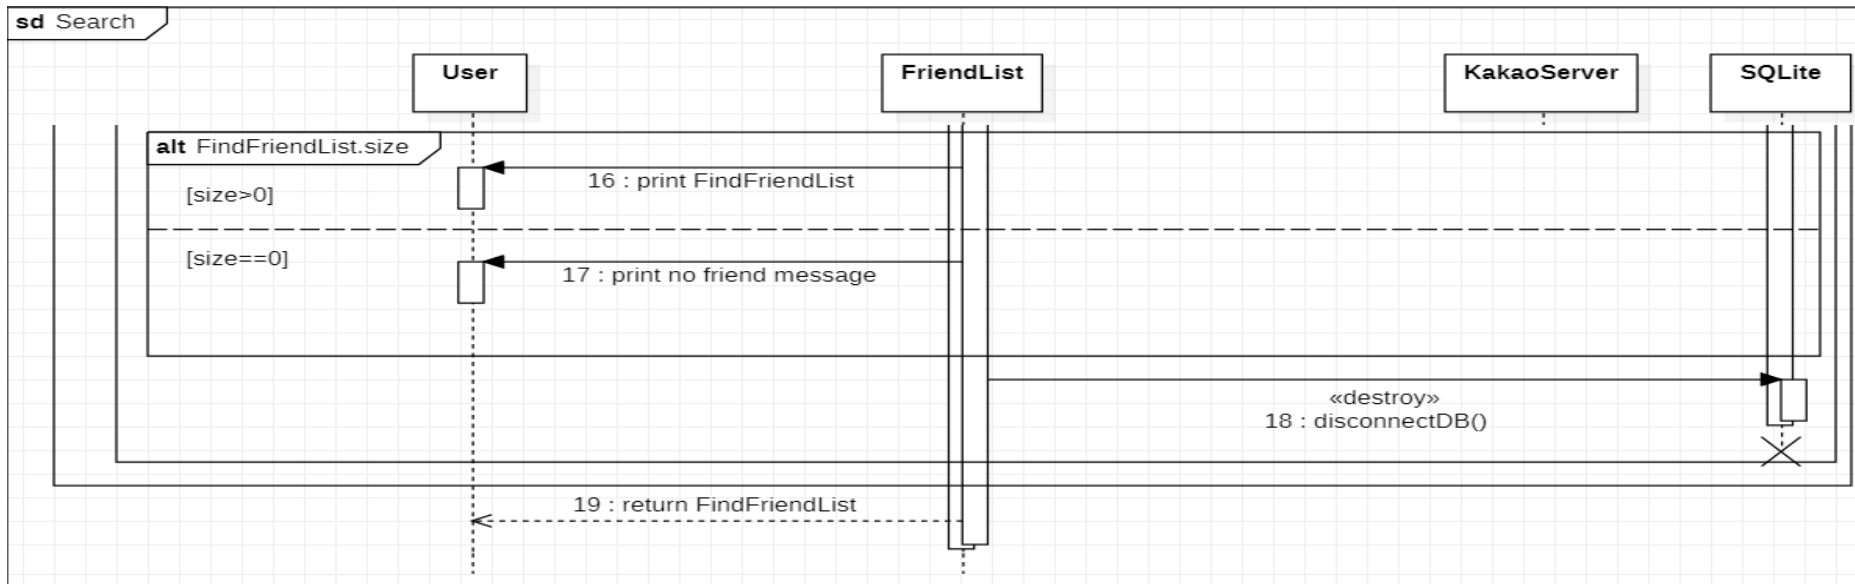 sd Search
User
FriendList
KakaoServer
SQLite
alt FindFriendList.size
16 : print FindFriendList
[size>0]
[size==0]
17 : print no friend message
«destroy»
18 : disconnectDB()
19 : return FindFriendList